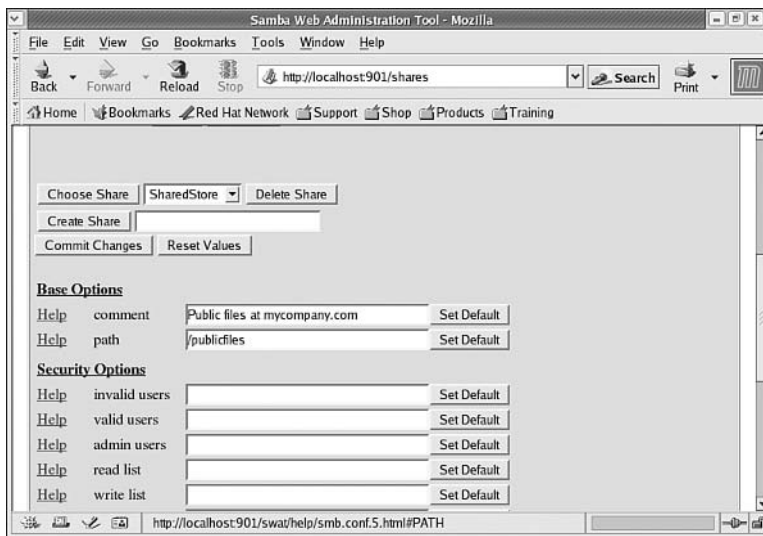 Samba Web Administration Tool - Mozilla
File Edit View Go Bookmarks Tools Window Help
Back Forward Reload Stop http://localhost:901/shares Search Print
Home Bookmarks Red Hat Network Support Shop Products Training
Choose Share SharedStore Delete Share
Create Share
Commit Changes Reset Values
Base Options
Help comment Public files at mycompany.com Set Default
Help path /publicfiles Set Default
Security Options
Help invalid users Set Default
Help valid users Set Default
Help admin users Set Default
Help read list Set Default
Help write list Set Default
http://localhost:901/swat/help/smb.conf.5.html#PATH